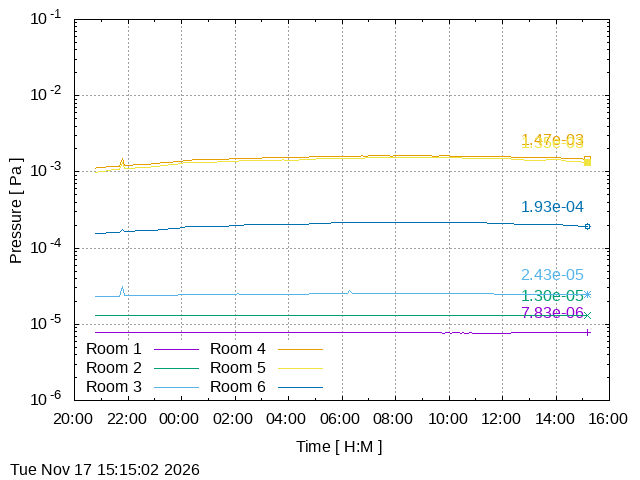 10^-1
10^-2
10^-3
10^-4
10^-5
10^-6
Pressure [ Pa ]
1.47e-03
1.93e-04
2.43e-05
1.30e-05
7.83e-06
Room 1 Room 4
Room 2 Room 5
Room 3 Room 6
20:00 22:00 00:00 02:00 04:00 06:00 08:00 10:00 12:00 14:00 16:00
Time [ H:M ]
Tue Nov 17 15:15:02 2026